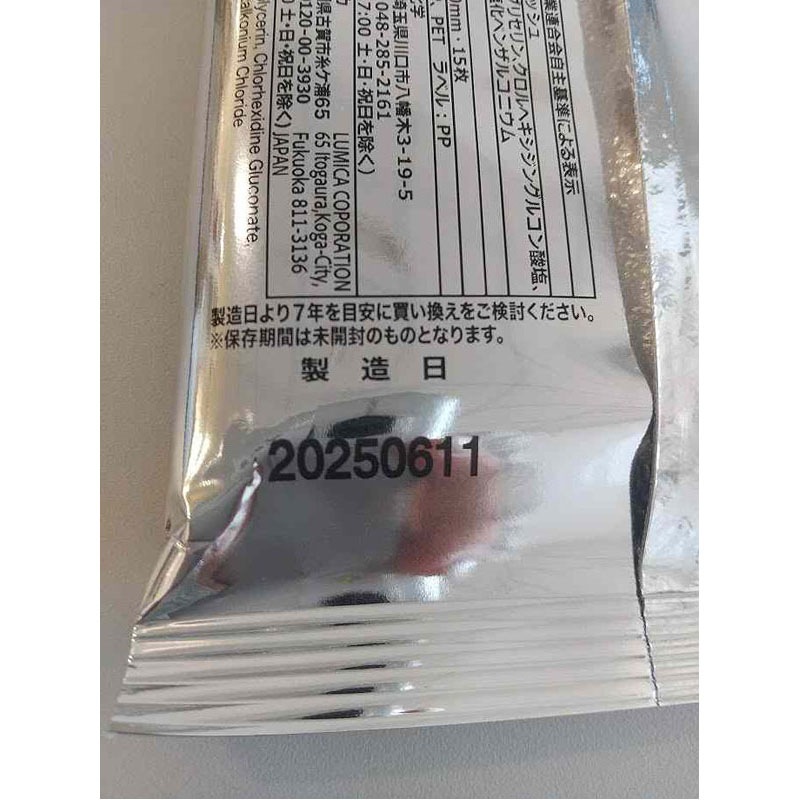 業連合会自主基準による表示
ッシュ
グリセリン、クロルヘキシジングルコン酸塩、
塩化ベンザルコニウム
0mm・15枚
、PET ラベル：PP
化学
埼玉県川口市八幡木3-19-5
048-285-2161
7:00 土・日・祝日を除く)
LUMICA COPORATION
県古賀市糸ケ浦65 65 Itogaura,Koga-City,
0120-00-3930 Fukuoka 811-3136
0 土・日・祝日を除く) JAPAN
lycerin, Chlorhexidine Gluconate,
alkonium Chloride
製造日より7年を目安に買い換えをご検討ください。
※保存期間は未開封のものとなります。
製造日
20250611